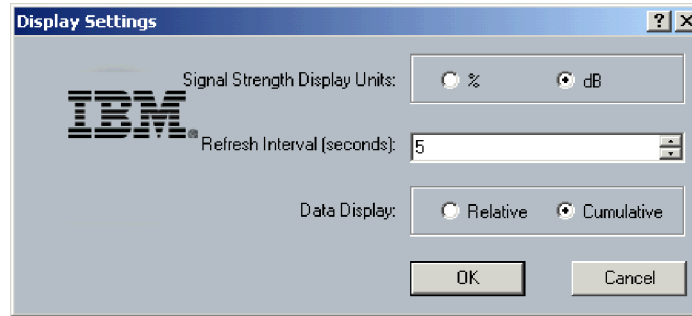 Display Settings
Signal Strength Display Units: % dB
IBM®
Refresh Interval (seconds): 5
Data Display: Relative Cumulative
OK Cancel